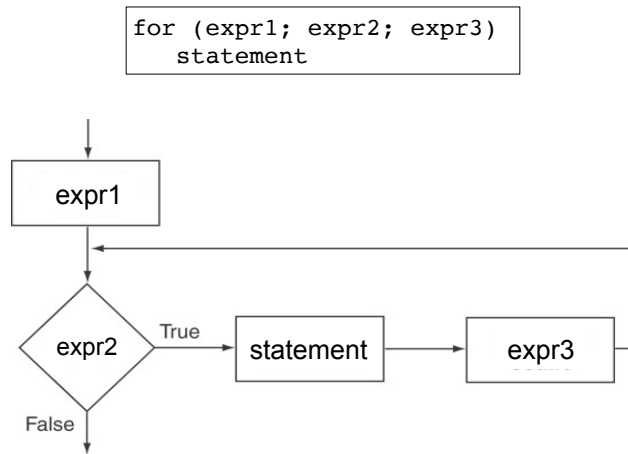 for (expr1; expr2; expr3)
statement
expr1
expr2
True
statement
expr3
False